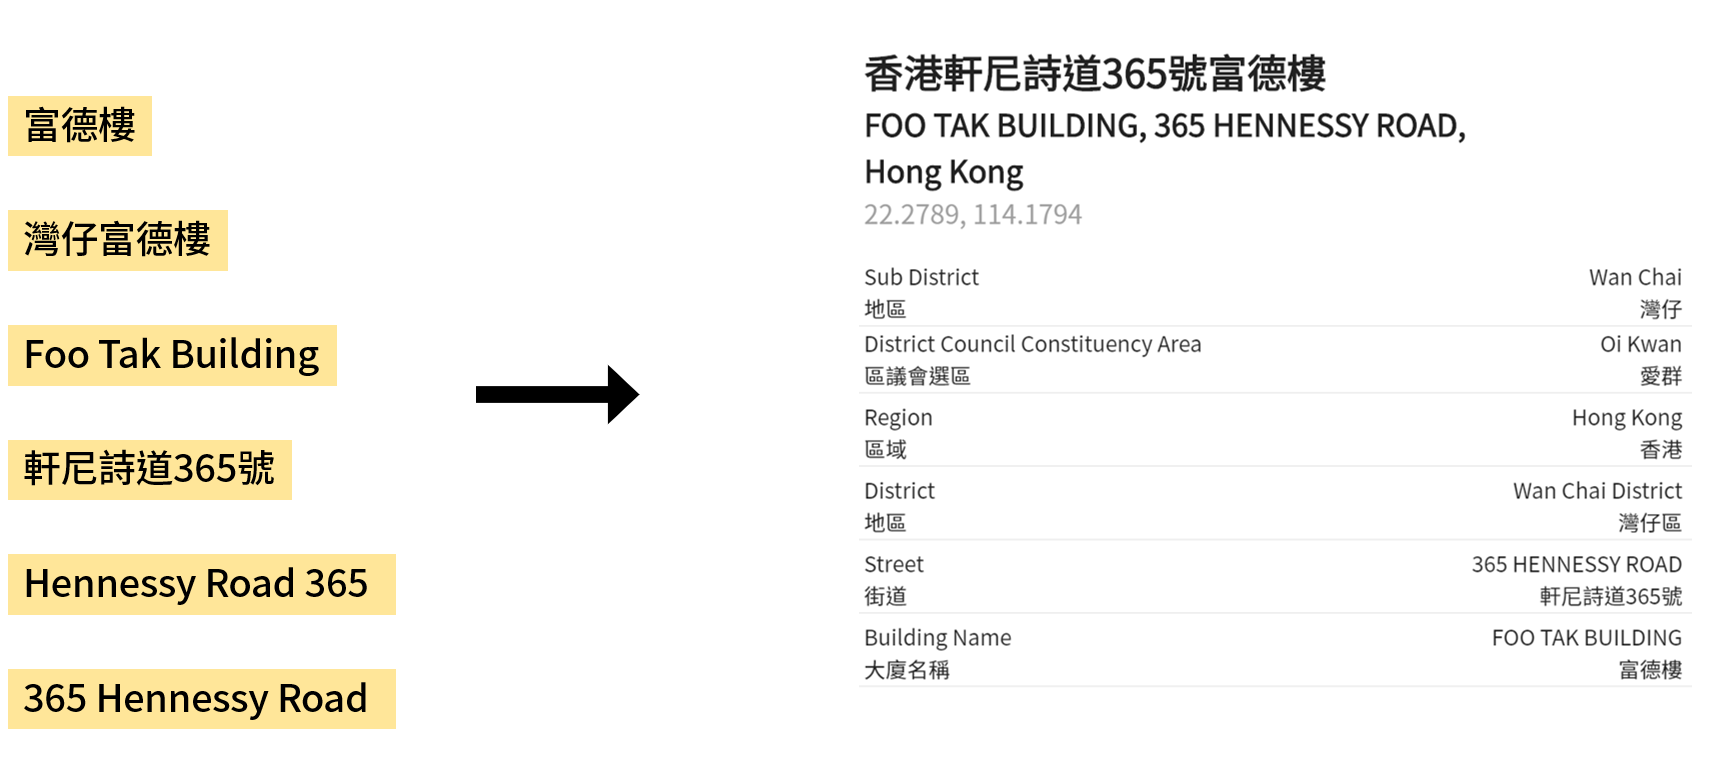 富德樓
灣仔富德樓
Foo Tak Building
軒尼詩道365號
Hennessy Road 365
365 Hennessy Road
香港軒尼詩道365號富德樓
FOO TAK BUILDING, 365 HENNESSY ROAD,
Hong Kong
22.2789, 114.1794
Sub District Wan Chai
地區 灣仔
District Council Constituency Area Oi Kwan
區議會選區 愛群
Region Hong Kong
區域 香港
District Wan Chai District
地區 灣仔區
Street 365 HENNESSY ROAD
街道 軒尼詩道365號
Building Name FOO TAK BUILDING
大廈名稱 富德樓